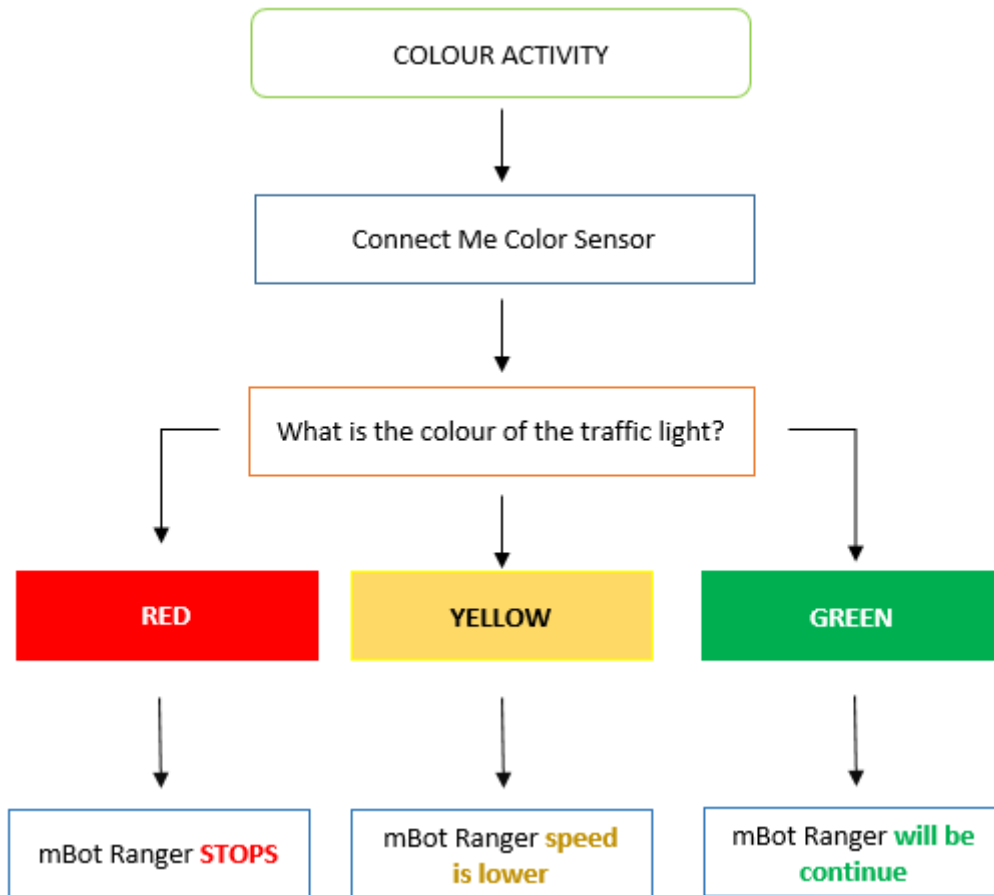 COLOUR ACTIVITY
Connect Me Color Sensor
What is the colour of the traffic light?
RED
YELLOW
GREEN
mBot Ranger STOPS
mBot Ranger speed
is lower
mBot Ranger will be
continue